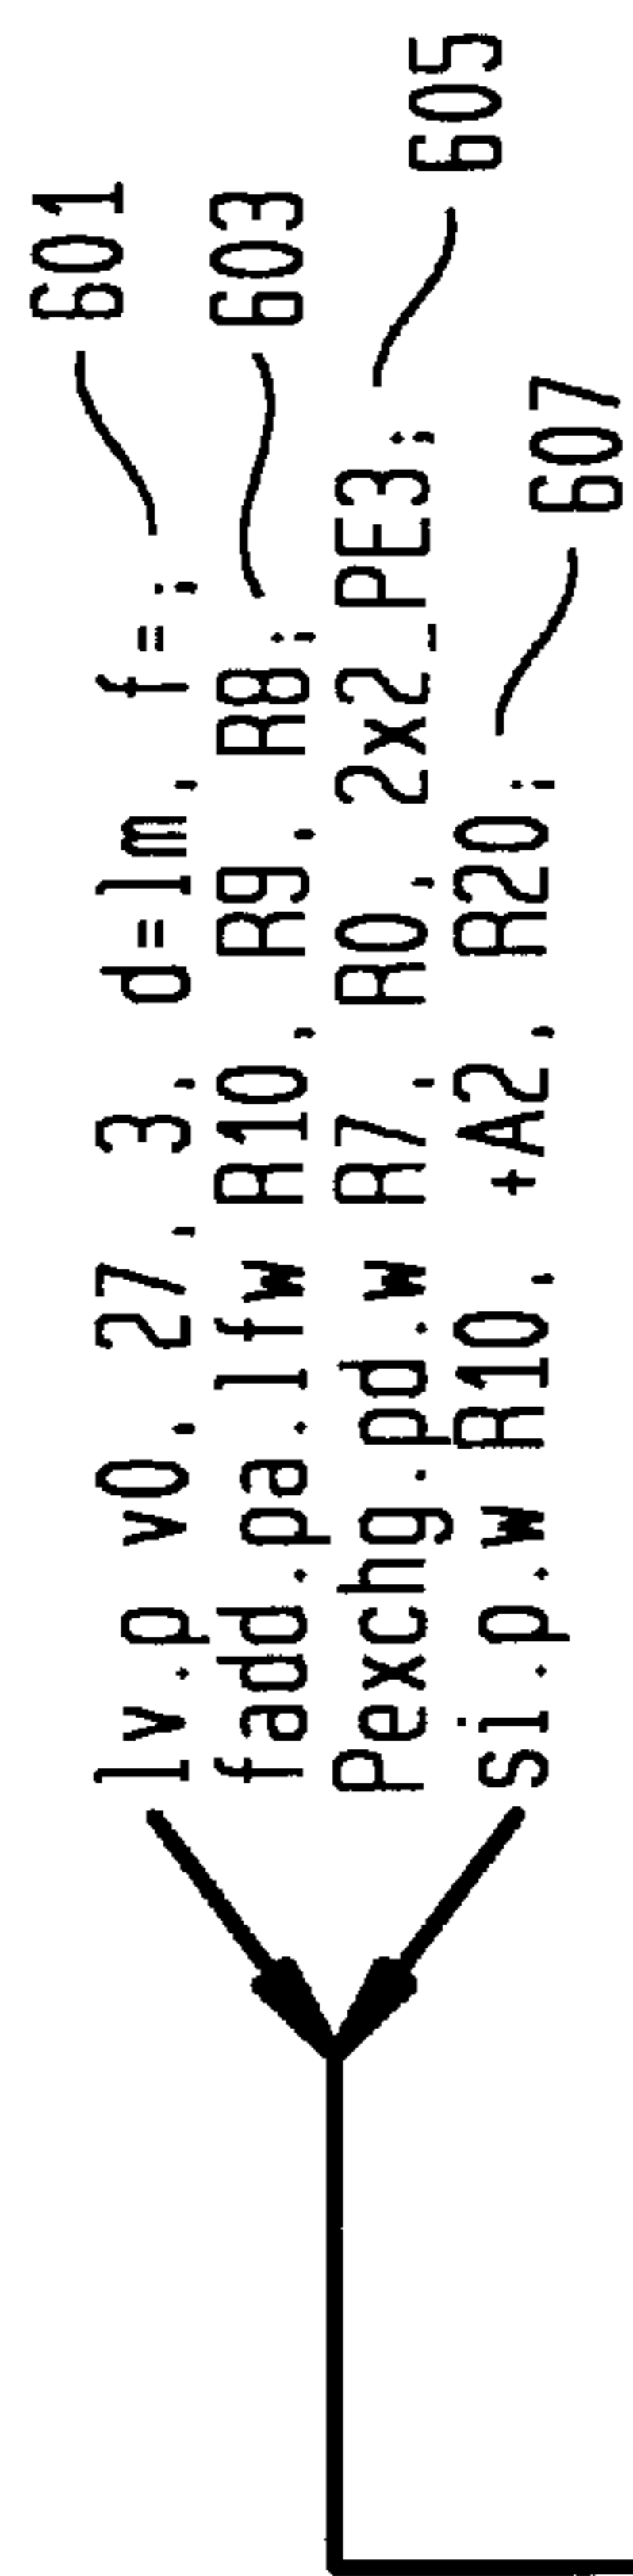 lv.p v0, 27, 3, d=lm, f=; 601
fadd.pa.lfw R10, R9, R8; 603
Pexchg.pd.w R7, R0, 2x2_PE3; 605
si.p.w R10, +A2, R20; 607